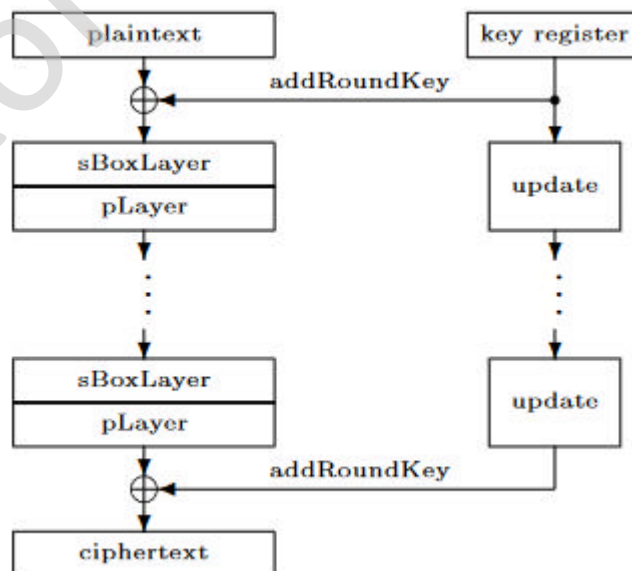 plaintext
key register
addRoundKey
sBoxLayer
pLayer
update
sBoxLayer
pLayer
update
addRoundKey
ciphertext